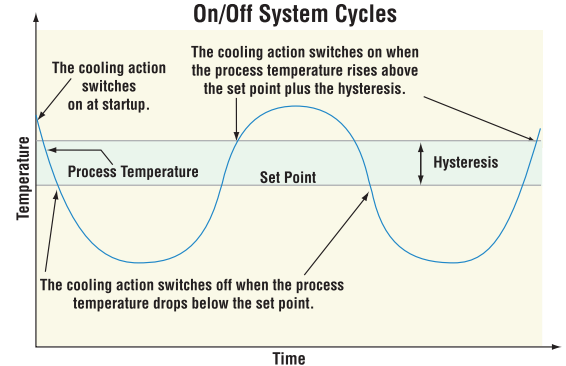 On/Off System Cycles
The cooling action
switches
on at startup.
The cooling action switches on when
the process temperature rises above
the set point plus the hysteresis.
Process Temperature
Set Point
Hysteresis
Temperature
The cooling action switches off when the process
temperature drops below the set point.
Time